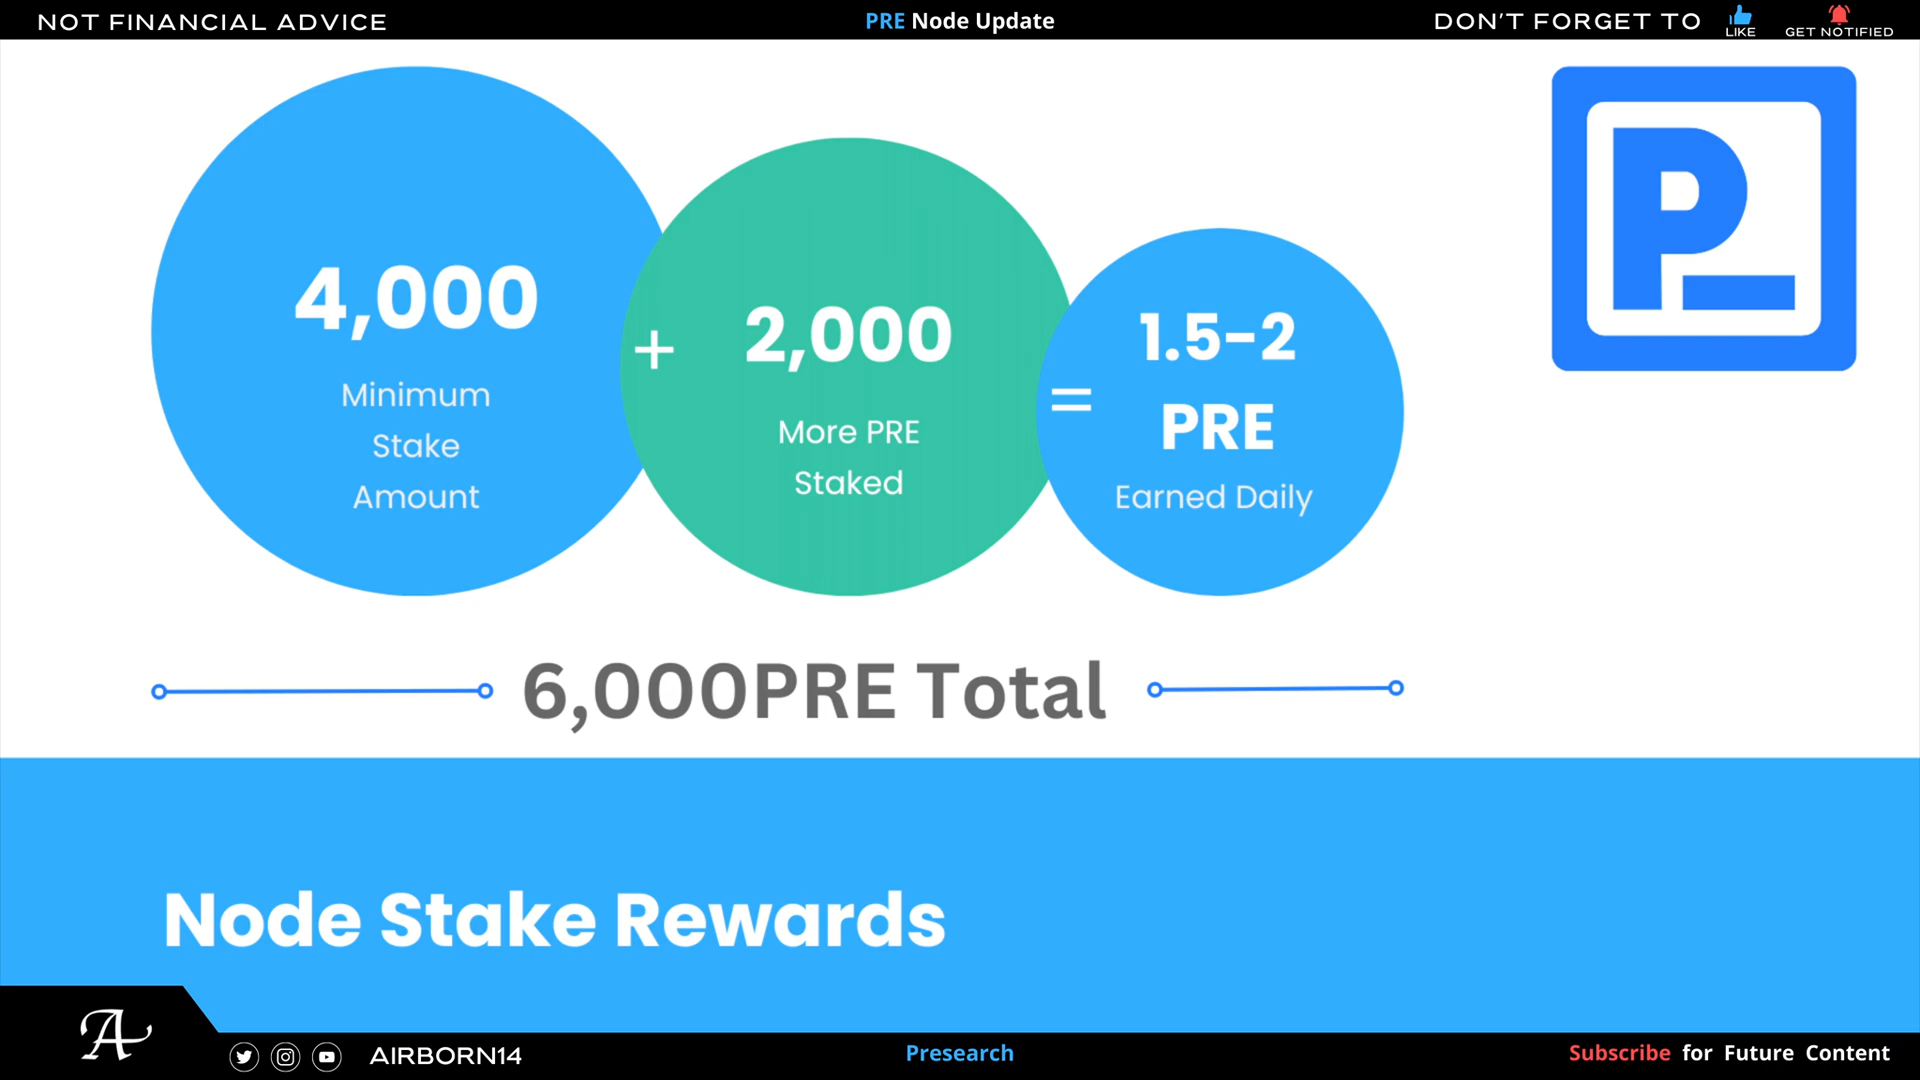 NOT FINANCIAL ADVICE
PRE Node Update
DON'T FORGET TO
LIKE
GET NOTIFIED
4,000
Minimum
Stake
Amount
+
2,000
More PRE
Staked
=
1.5-2
PRE
Earned Daily
P
6,000PRE Total
Node Stake Rewards
A
AIRBORN14
Presearch
Subscribe for Future Content